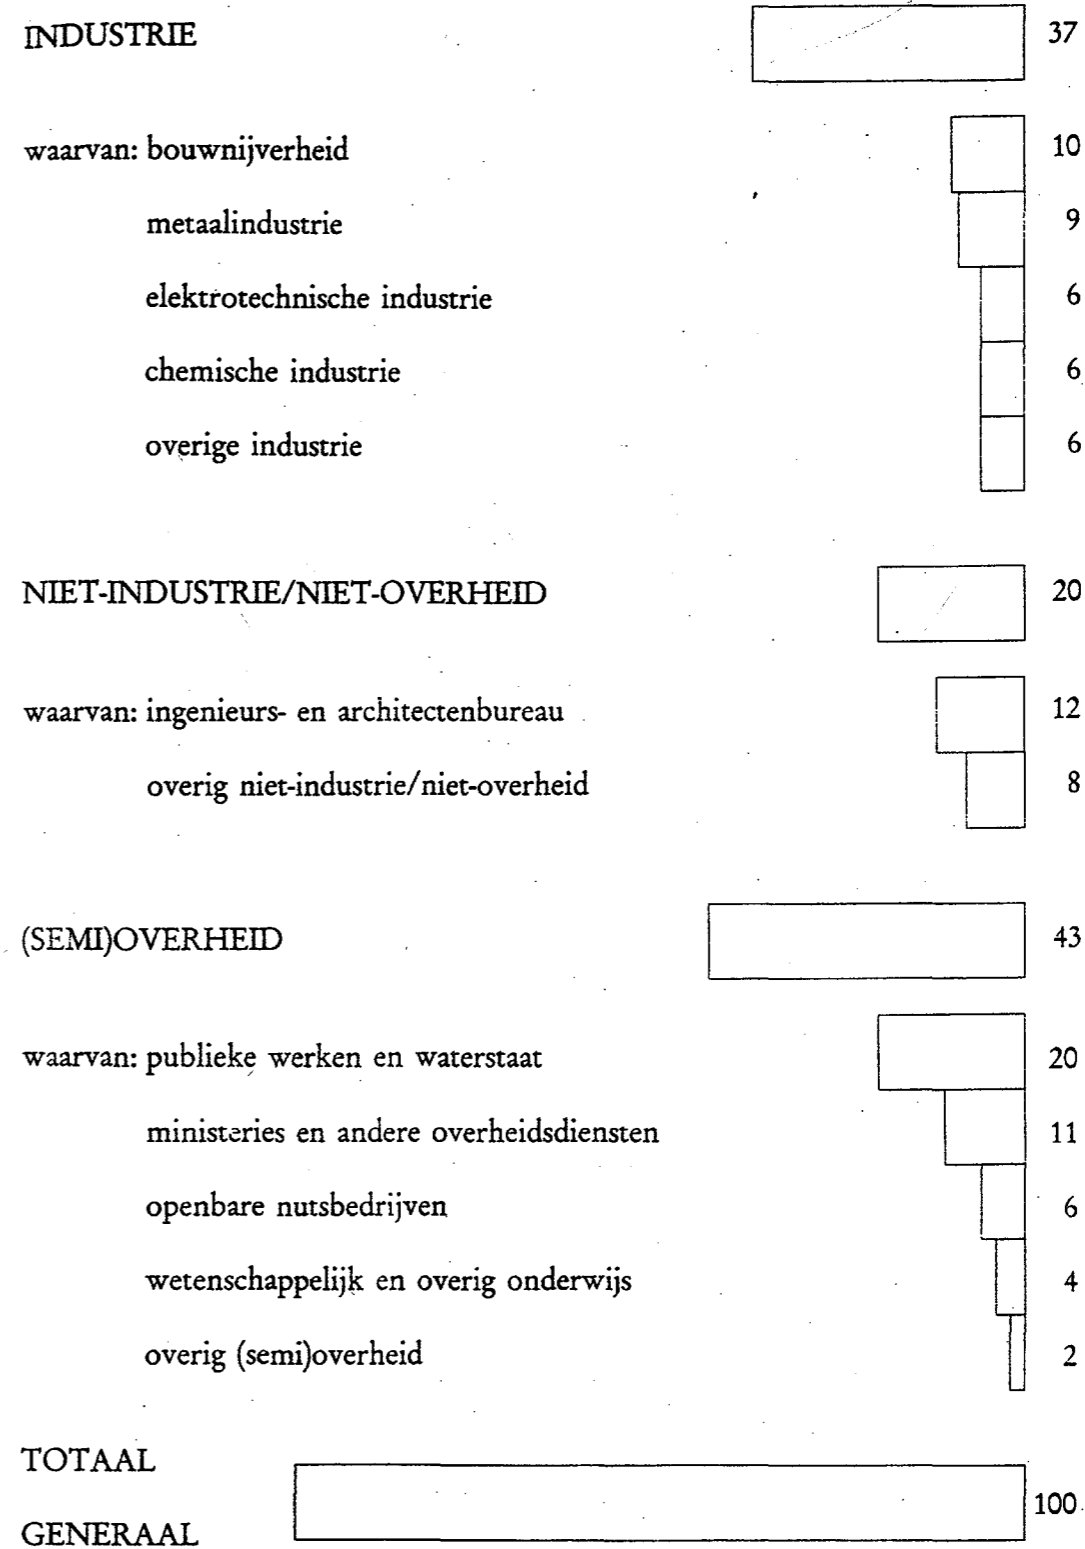 INDUSTRIE 37
waarvan: bouwnijverheid 10
metaalindustrie 9
elektrotechnische industrie 6
chemische industrie 6
overige industrie 6
NIET-INDUSTRIE/NIET-OVERHEID 20
waarvan: ingenieurs- en architectenbureau 12
overig niet-industrie/niet-overheid 8
(SEMI)OVERHEID 43
waarvan: publieke werken en waterstaat 20
ministeries en andere overheidsdiensten 11
openbare nutsbedrijven 6
wetenschappelijk en overig onderwijs 4
overig (semi)overheid 2
TOTAAL
GENERAAL 100